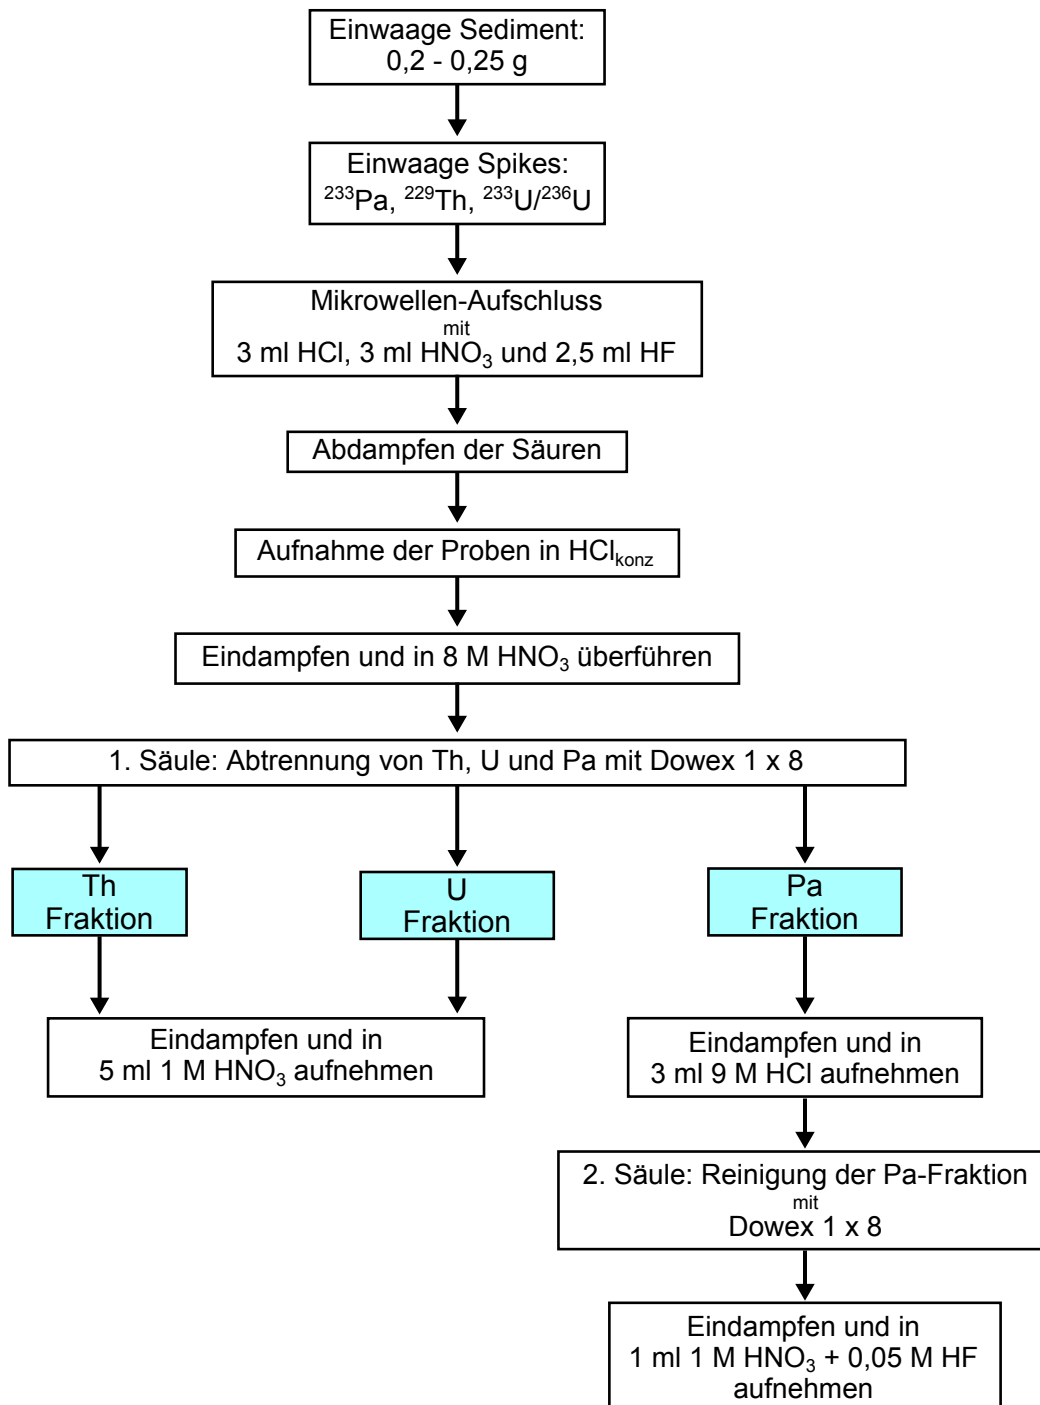 Einwaage Sediment:
0,2 - 0,25 g
Einwaage Spikes:
²³³Pa, ²²⁹Th, ²³³U/²³⁶U
Mikrowellen-Aufschluss
mit
3 ml HCl, 3 ml HNO₃ und 2,5 ml HF
Abdampfen der Säuren
Aufnahme der Proben in HClₖₒₙz
Eindampfen und in 8 M HNO₃ überführen
1. Säule: Abtrennung von Th, U und Pa mit Dowex 1 x 8
Th
Fraktion
U
Fraktion
Pa
Fraktion
Eindampfen und in
5 ml 1 M HNO₃ aufnehmen
Eindampfen und in
3 ml 9 M HCl aufnehmen
2. Säule: Reinigung der Pa-Fraktion
mit
Dowex 1 x 8
Eindampfen und in
1 ml 1 M HNO₃ + 0,05 M HF
aufnehmen